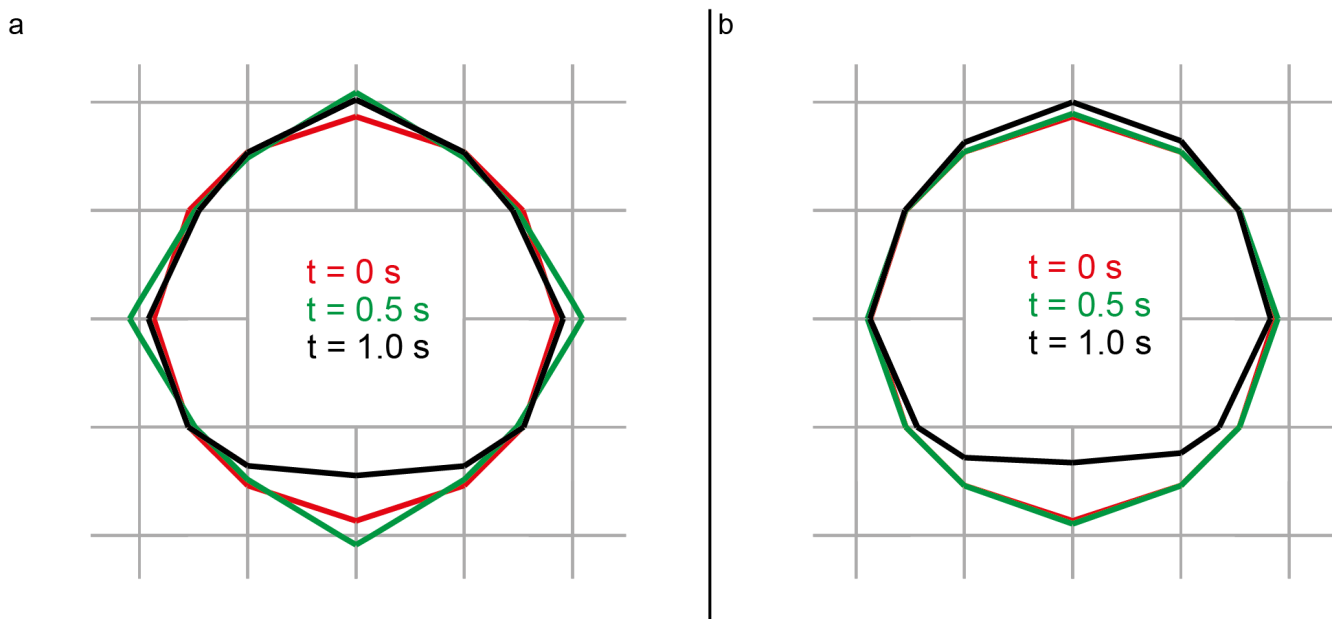 a
t = 0 s
t = 0.5 s
t = 1.0 s
b
t = 0 s
t = 0.5 s
t = 1.0 s